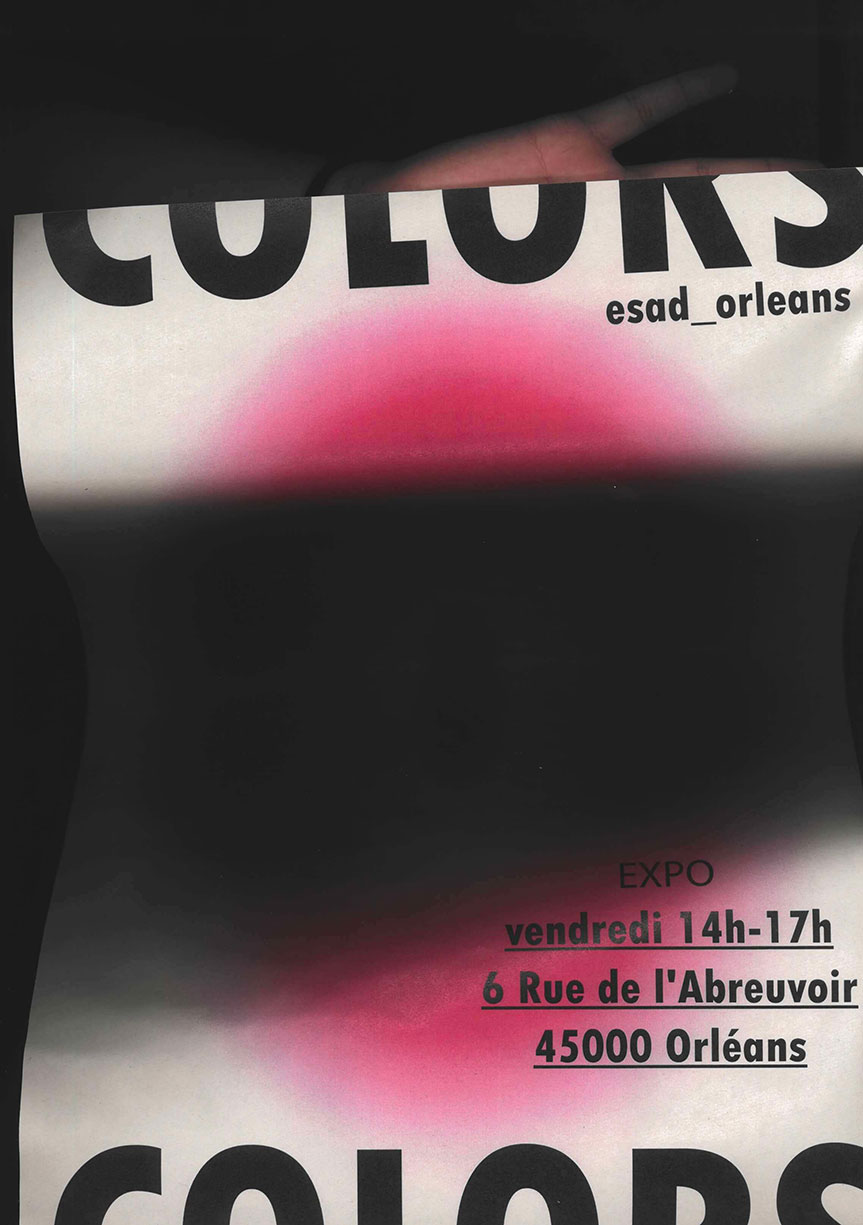 COLORS
esad_orleans
EXPO
vendredi 14h-17h
6 Rue de l'Abreuvoir
45000 Orléans
COLORS